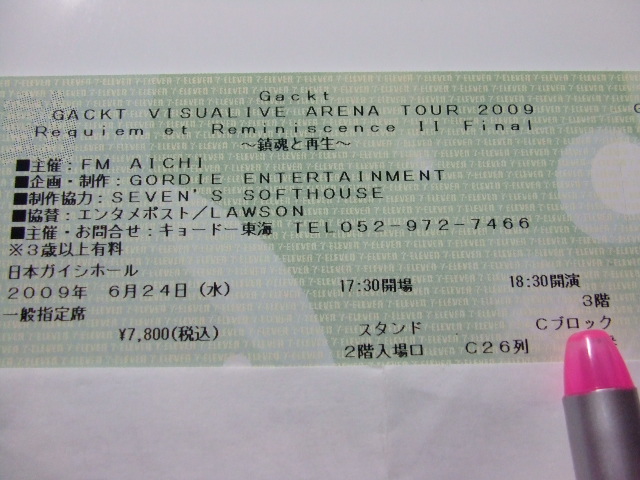 Gackt
GACKT VISUALIVE ARENA TOUR 2009
Requiem et Reminiscence II Final
～鎮魂と再生～
■主催：FM AICHI
■企画・制作：GORDIE ENTERTAINMENT
■制作協力：SEVEN'S SOFTHOUSE
■協賛：エンタメポスト／LAWSON
■主催・お問合せ：キョードー東海 TEL052-972-7466
※３歳以上有料
日本ガイシホール
2009年 6月24日（水） 17:30開場 18:30開演
一般指定席 3階
¥7,800(税込) スタンド Cブロック
2階入場口 C26列